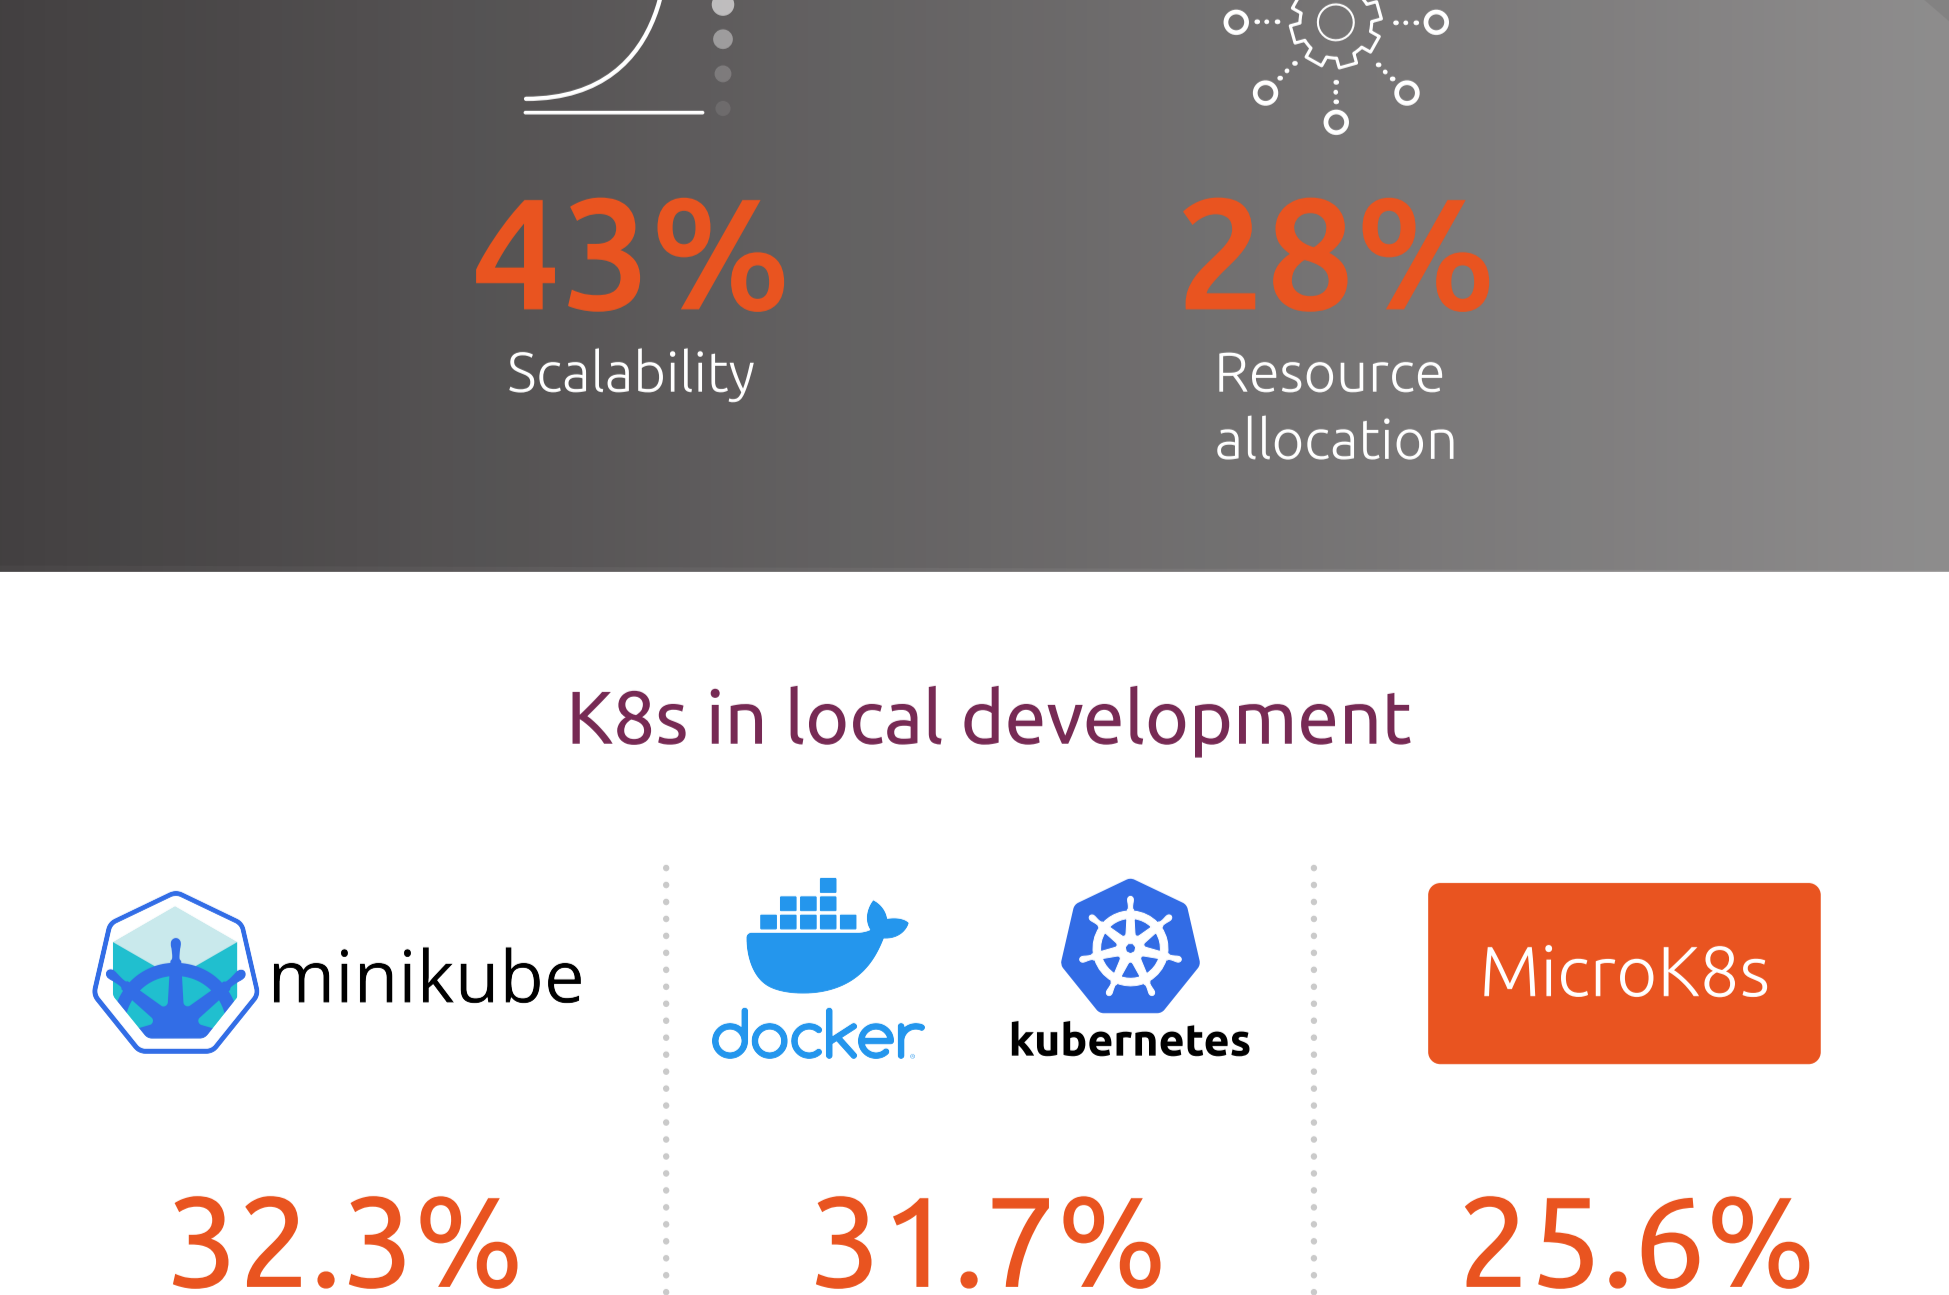 43%
28%
Scalability
Resource
allocation
K8s in local development
minikube
docker
kubernetes
MicroK8s
32.3%
31.7%
25.6%